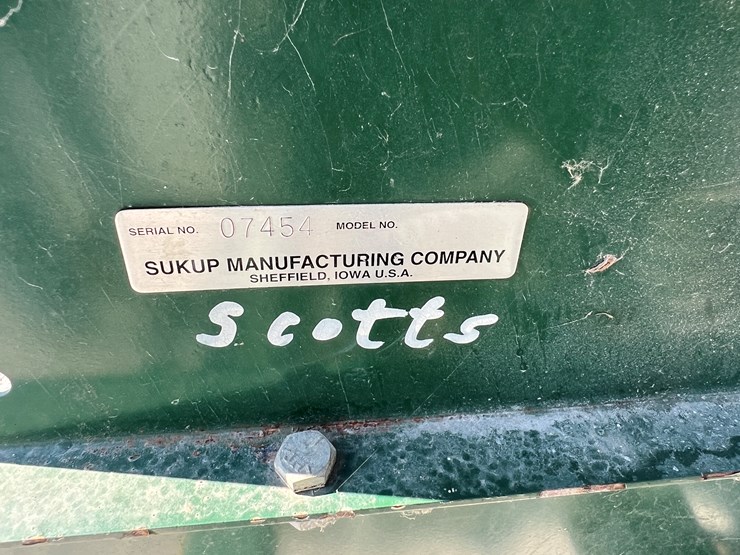 SERIAL NO. 07454 MODEL NO.
SUKUP MANUFACTURING COMPANY
SHEFFIELD, IOWA U.S.A.
Scotts